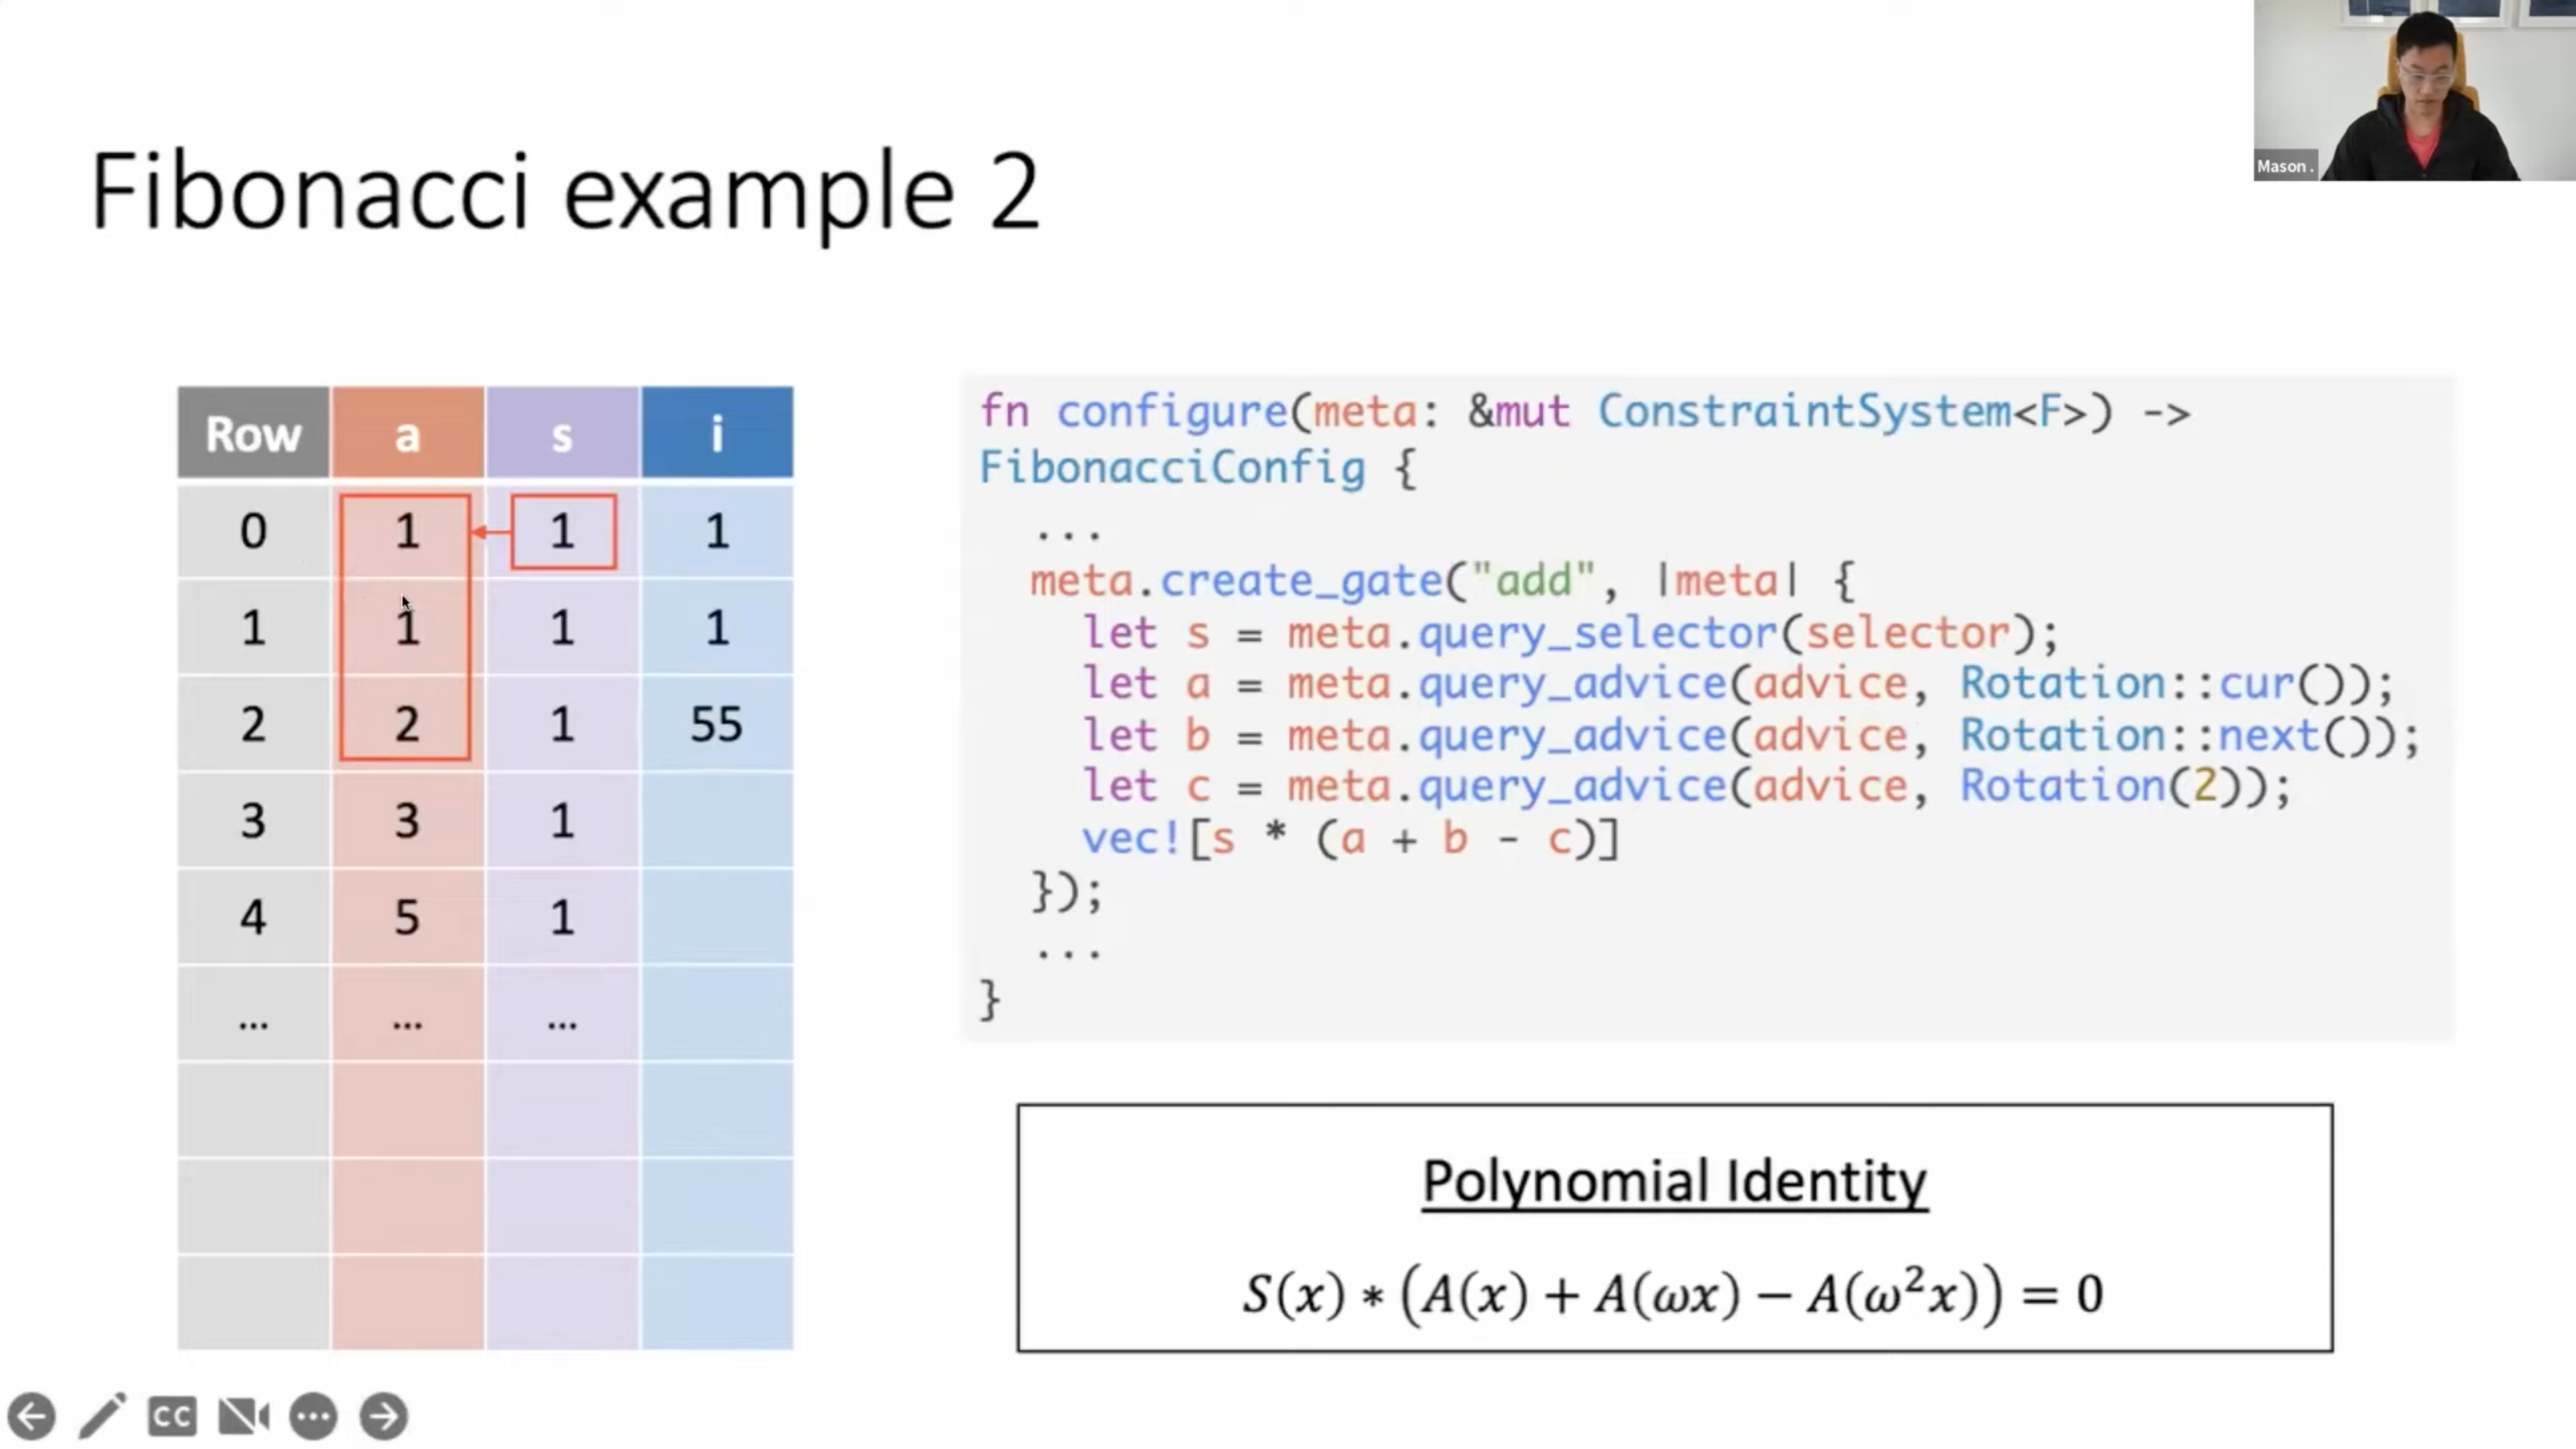 Mason .
Fibonacci example 2
Row a s i
0 1 1 1
1 1 1 1
2 2 1 55
3 3 1
4 5 1
... ... ...
fn configure(meta: &mut ConstraintSystem<F>) ->
FibonacciConfig {
...
meta.create_gate("add", |meta| {
let s = meta.query_selector(selector);
let a = meta.query_advice(advice, Rotation::cur());
let b = meta.query_advice(advice, Rotation::next());
let c = meta.query_advice(advice, Rotation(2));
vec![s * (a + b - c)]
});
...
}
Polynomial Identity
S(x) ∗ (A(x) + A(ωx) − A(ω²x)) = 0
CC